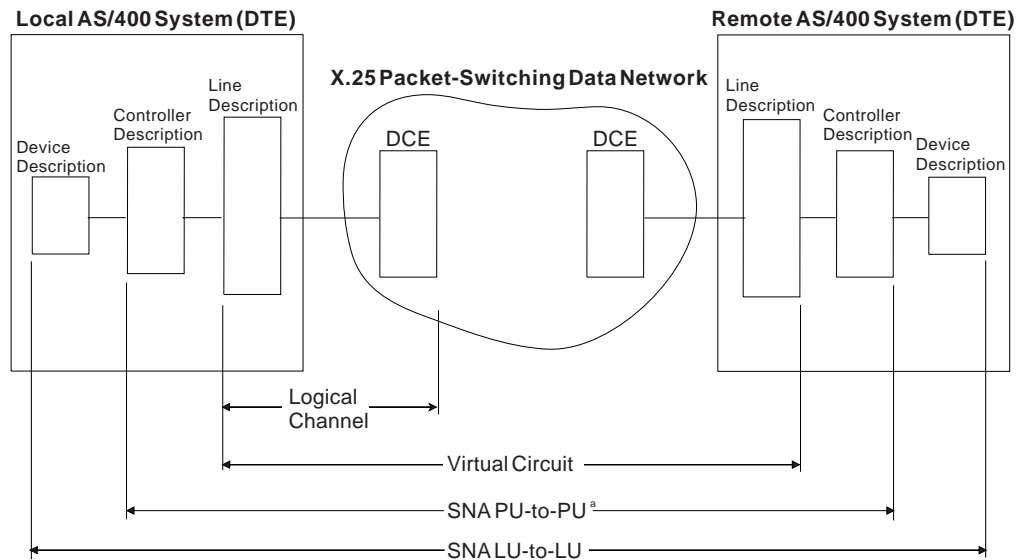 Local AS/400 System (DTE)
Remote AS/400 System (DTE)
X.25 Packet-Switching Data Network
Line
Description
Controller
Description
Device
Description
DCE
DCE
Line
Description
Controller
Description
Device
Description
Logical
Channel
Virtual Circuit
SNA PU-to-PU a
SNA LU-to-LU